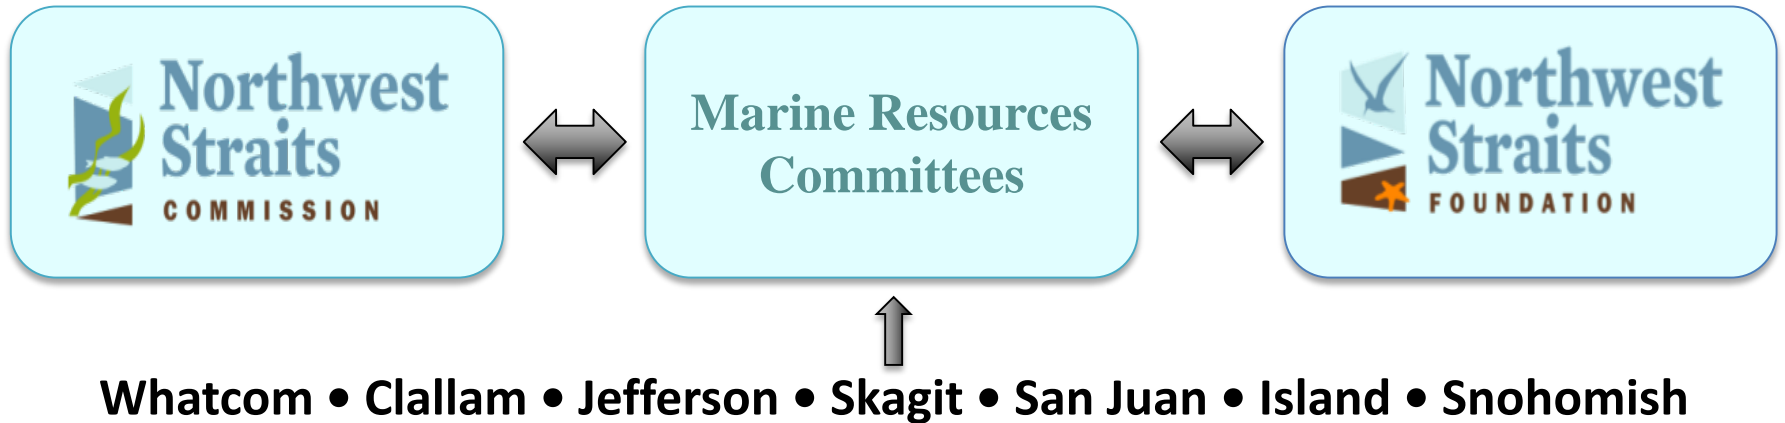 Northwest
Straits
COMMISSION
Marine Resources
Committees
Northwest
Straits
FOUNDATION
Whatcom • Clallam • Jefferson • Skagit • San Juan • Island • Snohomish